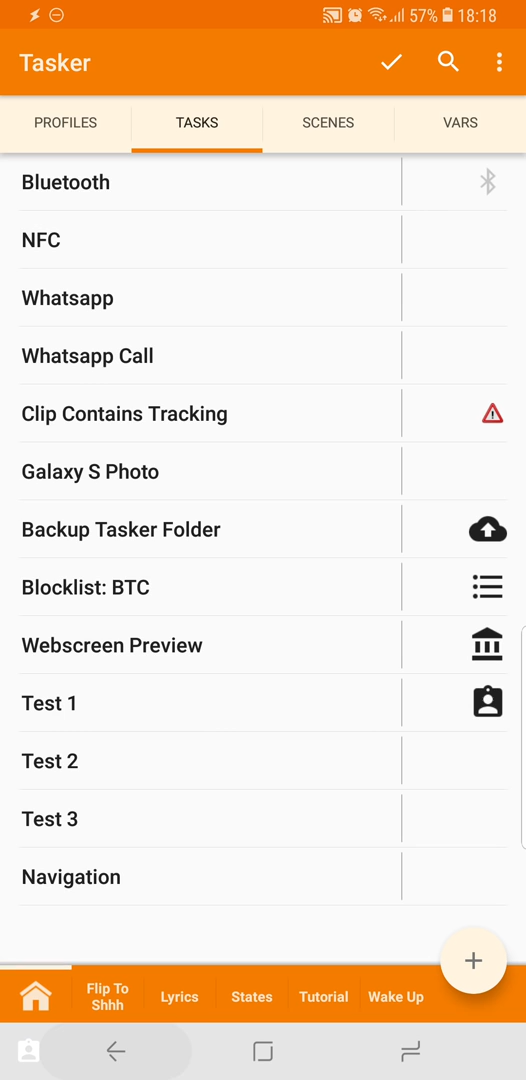 57% 18:18
Tasker
PROFILES TASKS SCENES VARS
Bluetooth
NFC
Whatsapp
Whatsapp Call
Clip Contains Tracking
Galaxy S Photo
Backup Tasker Folder
Blocklist: BTC
Webscreen Preview
Test 1
Test 2
Test 3
Navigation
Flip To
Shhh
Lyrics States Tutorial Wake Up